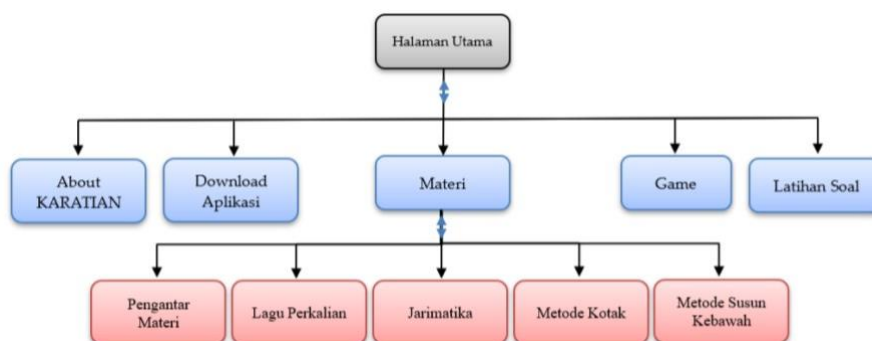 Halaman Utama
About
KARATIAN
Download
Aplikasi
Materi
Game
Latihan Soal
Pengantar
Materi
Lagu Perkalian
Jarimatika
Metode Kotak
Metode Susun
Kebawah